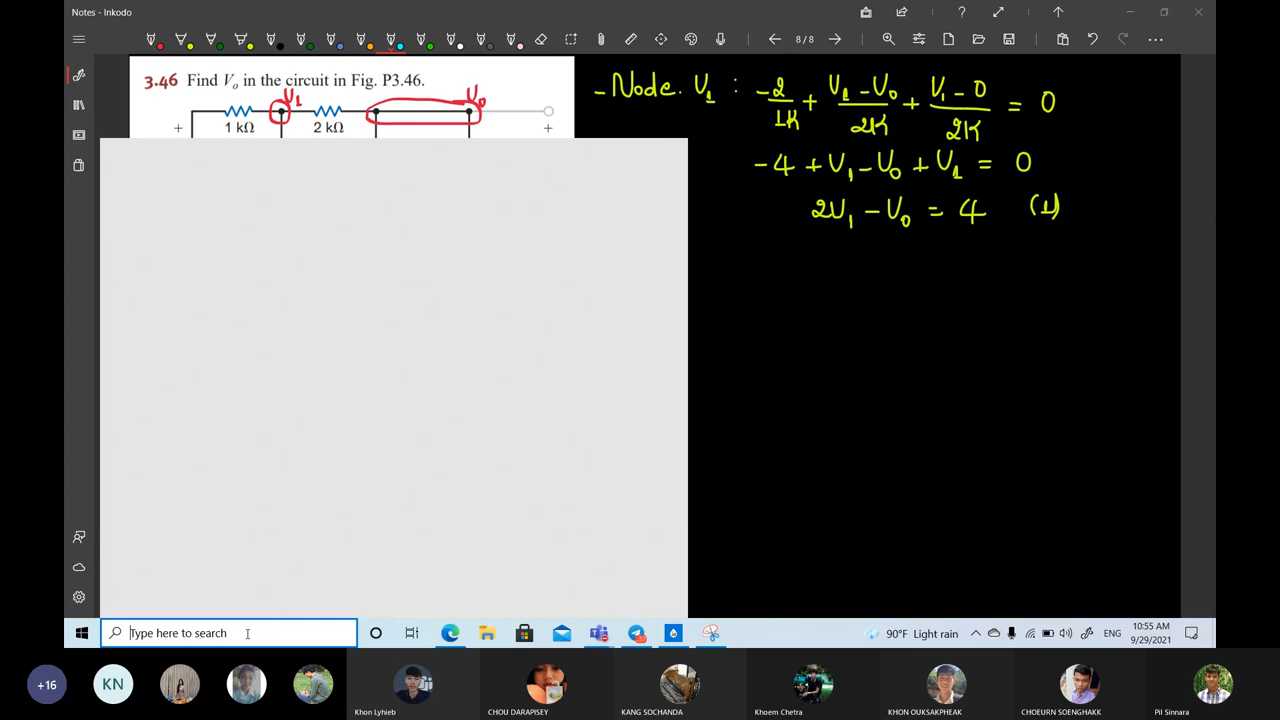 Notes - Inkodo
8/8
3.46 Find Vo in the circuit in Fig. P3.46.
V1
Vo
1 kΩ
2 kΩ
+
+
- Node. V1 : -2/1K + (V1 - V0)/2K + (V1 - 0)/2K = 0
-4 + V1 - V0 + V1 = 0
2V1 - V0 = 4 (1)
Type here to search
90°F Light rain
ENG
10:55 AM
9/29/2021
+16
KN
Khon Lyhieb
CHOU DARAPISEY
KANG SOCHANDA
Khoem Chetra
KHON OUKSAKPHEAK
CHOEURN SOENGHAKK
Pil Sinnara